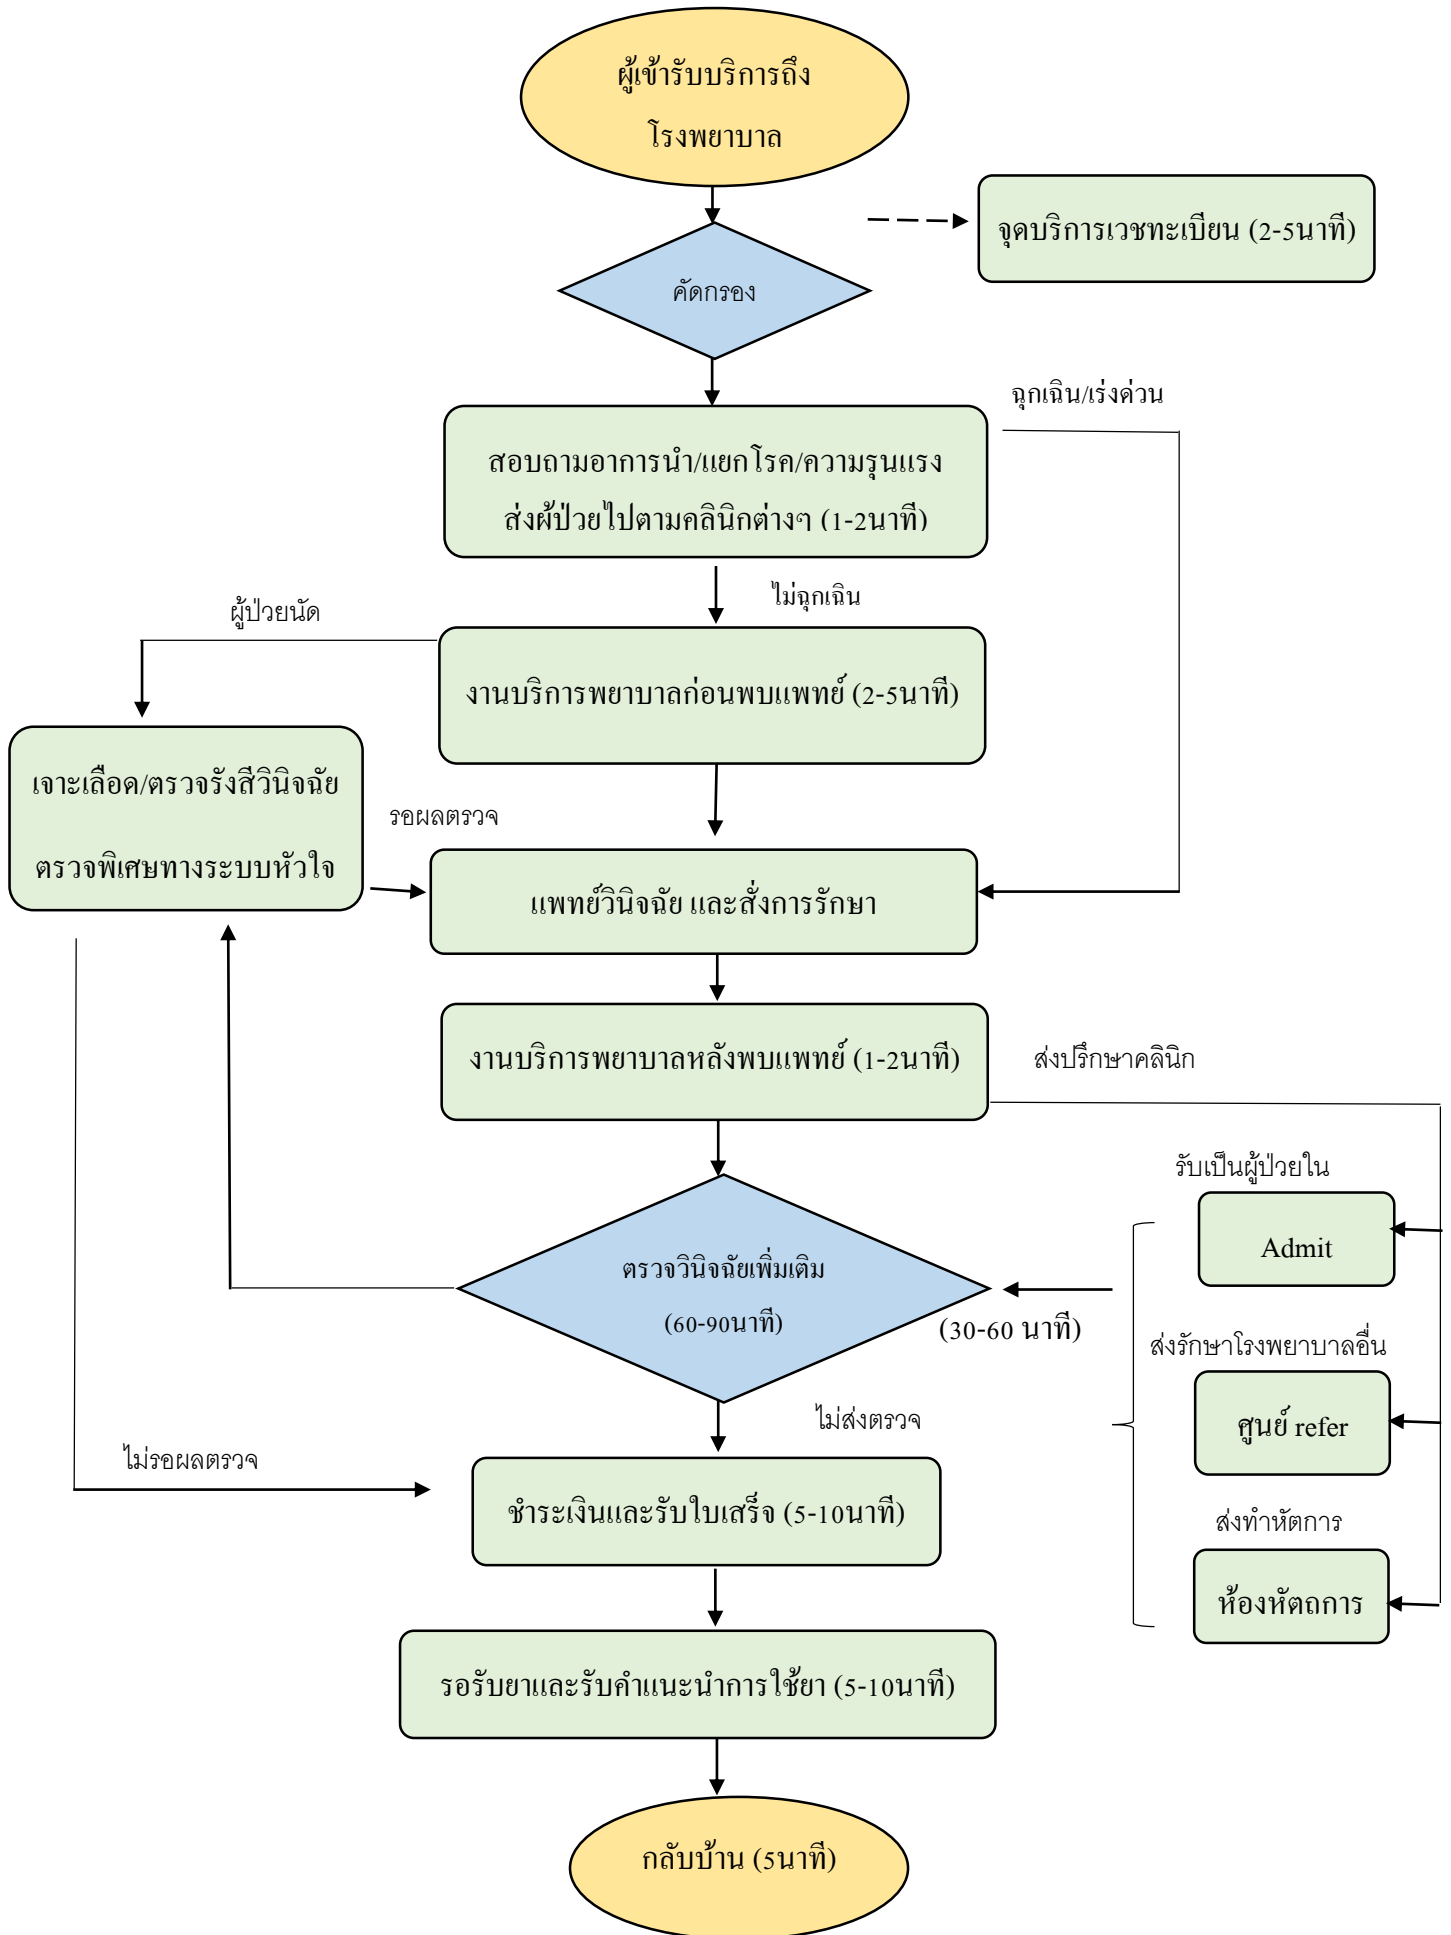 ผู้เข้ารับบริการถึง
โรงพยาบาล
จุดบริการเวชทะเบียน (2-5นาที)
คัดกรอง
ฉุกเฉิน/เร่งด่วน
สอบถามอาการนำ/แยกโรค/ความรุนแรง
ส่งผู้ป่วยไปตามคลินิกต่างๆ (1-2นาที)
ไม่ฉุกเฉิน
ผู้ป่วยนัด
งานบริการพยาบาลก่อนพบแพทย์ (2-5นาที)
เจาะเลือด/ตรวจรังสีวินิจฉัย
ตรวจพิเศษทางระบบหัวใจ
รอผลตรวจ
แพทย์วินิจฉัย และสั่งการรักษา
งานบริการพยาบาลหลังพบแพทย์ (1-2นาที)
ส่งปรึกษาคลินิก
รับเป็นผู้ป่วยใน
Admit
ตรวจวินิจฉัยเพิ่มเติม
(60-90นาที)
(30-60 นาที)
ส่งรักษาโรงพยาบาลอื่น
ศูนย์ refer
ไม่ส่งตรวจ
ไม่รอผลตรวจ
ชำระเงินและรับใบเสร็จ (5-10นาที)
ส่งทำหัตการ
ห้องหัตถการ
รอรับยาและรับคำแนะนำการใช้ยา (5-10นาที)
กลับบ้าน (5นาที)